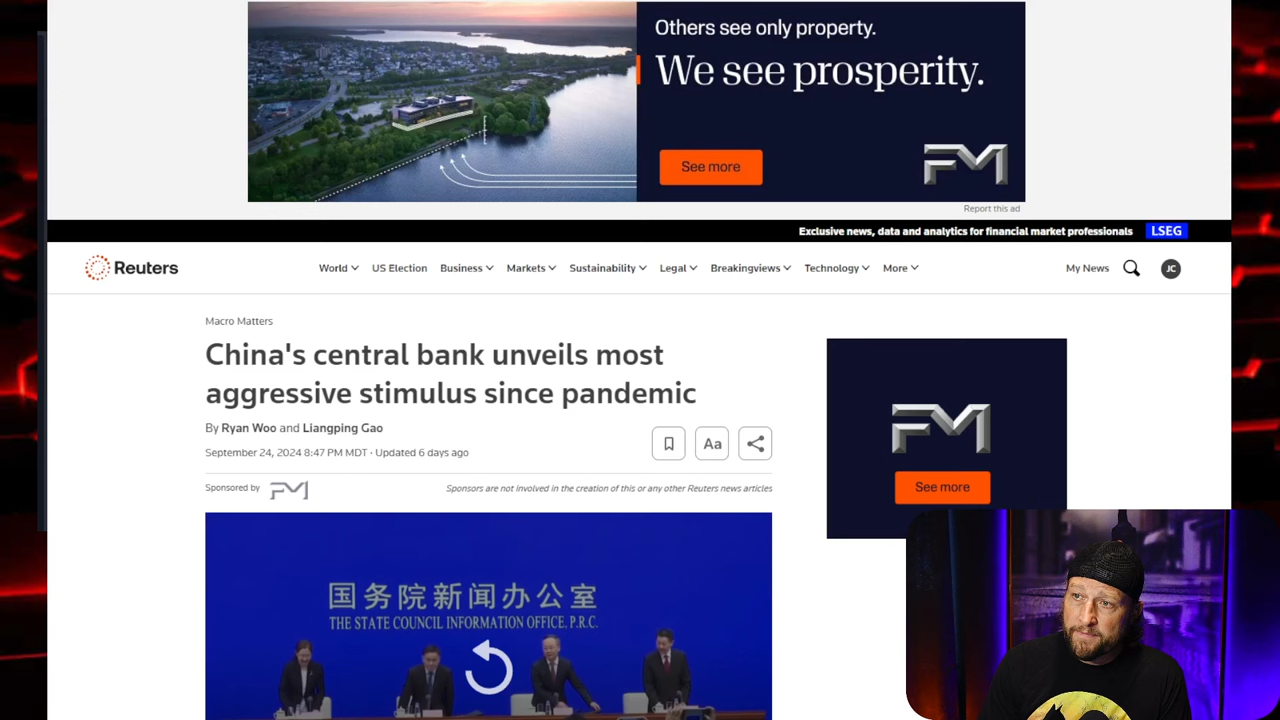 Others see only property.
We see prosperity.
See more
FM
Report this ad
Exclusive news, data and analytics for financial market professionals LSEG
Reuters World US Election Business Markets Sustainability Legal Breakingviews Technology More My News JC
Macro Matters
China's central bank unveils most
aggressive stimulus since pandemic
By Ryan Woo and Liangping Gao
Aa
September 24, 2024 8:47 PM MDT · Updated 6 days ago
Sponsored by FM Sponsors are not involved in the creation of this or any other Reuters news articles
FM
See more
国务院新闻办公室
THE STATE COUNCIL INFORMATION OFFICE, P.R.C.